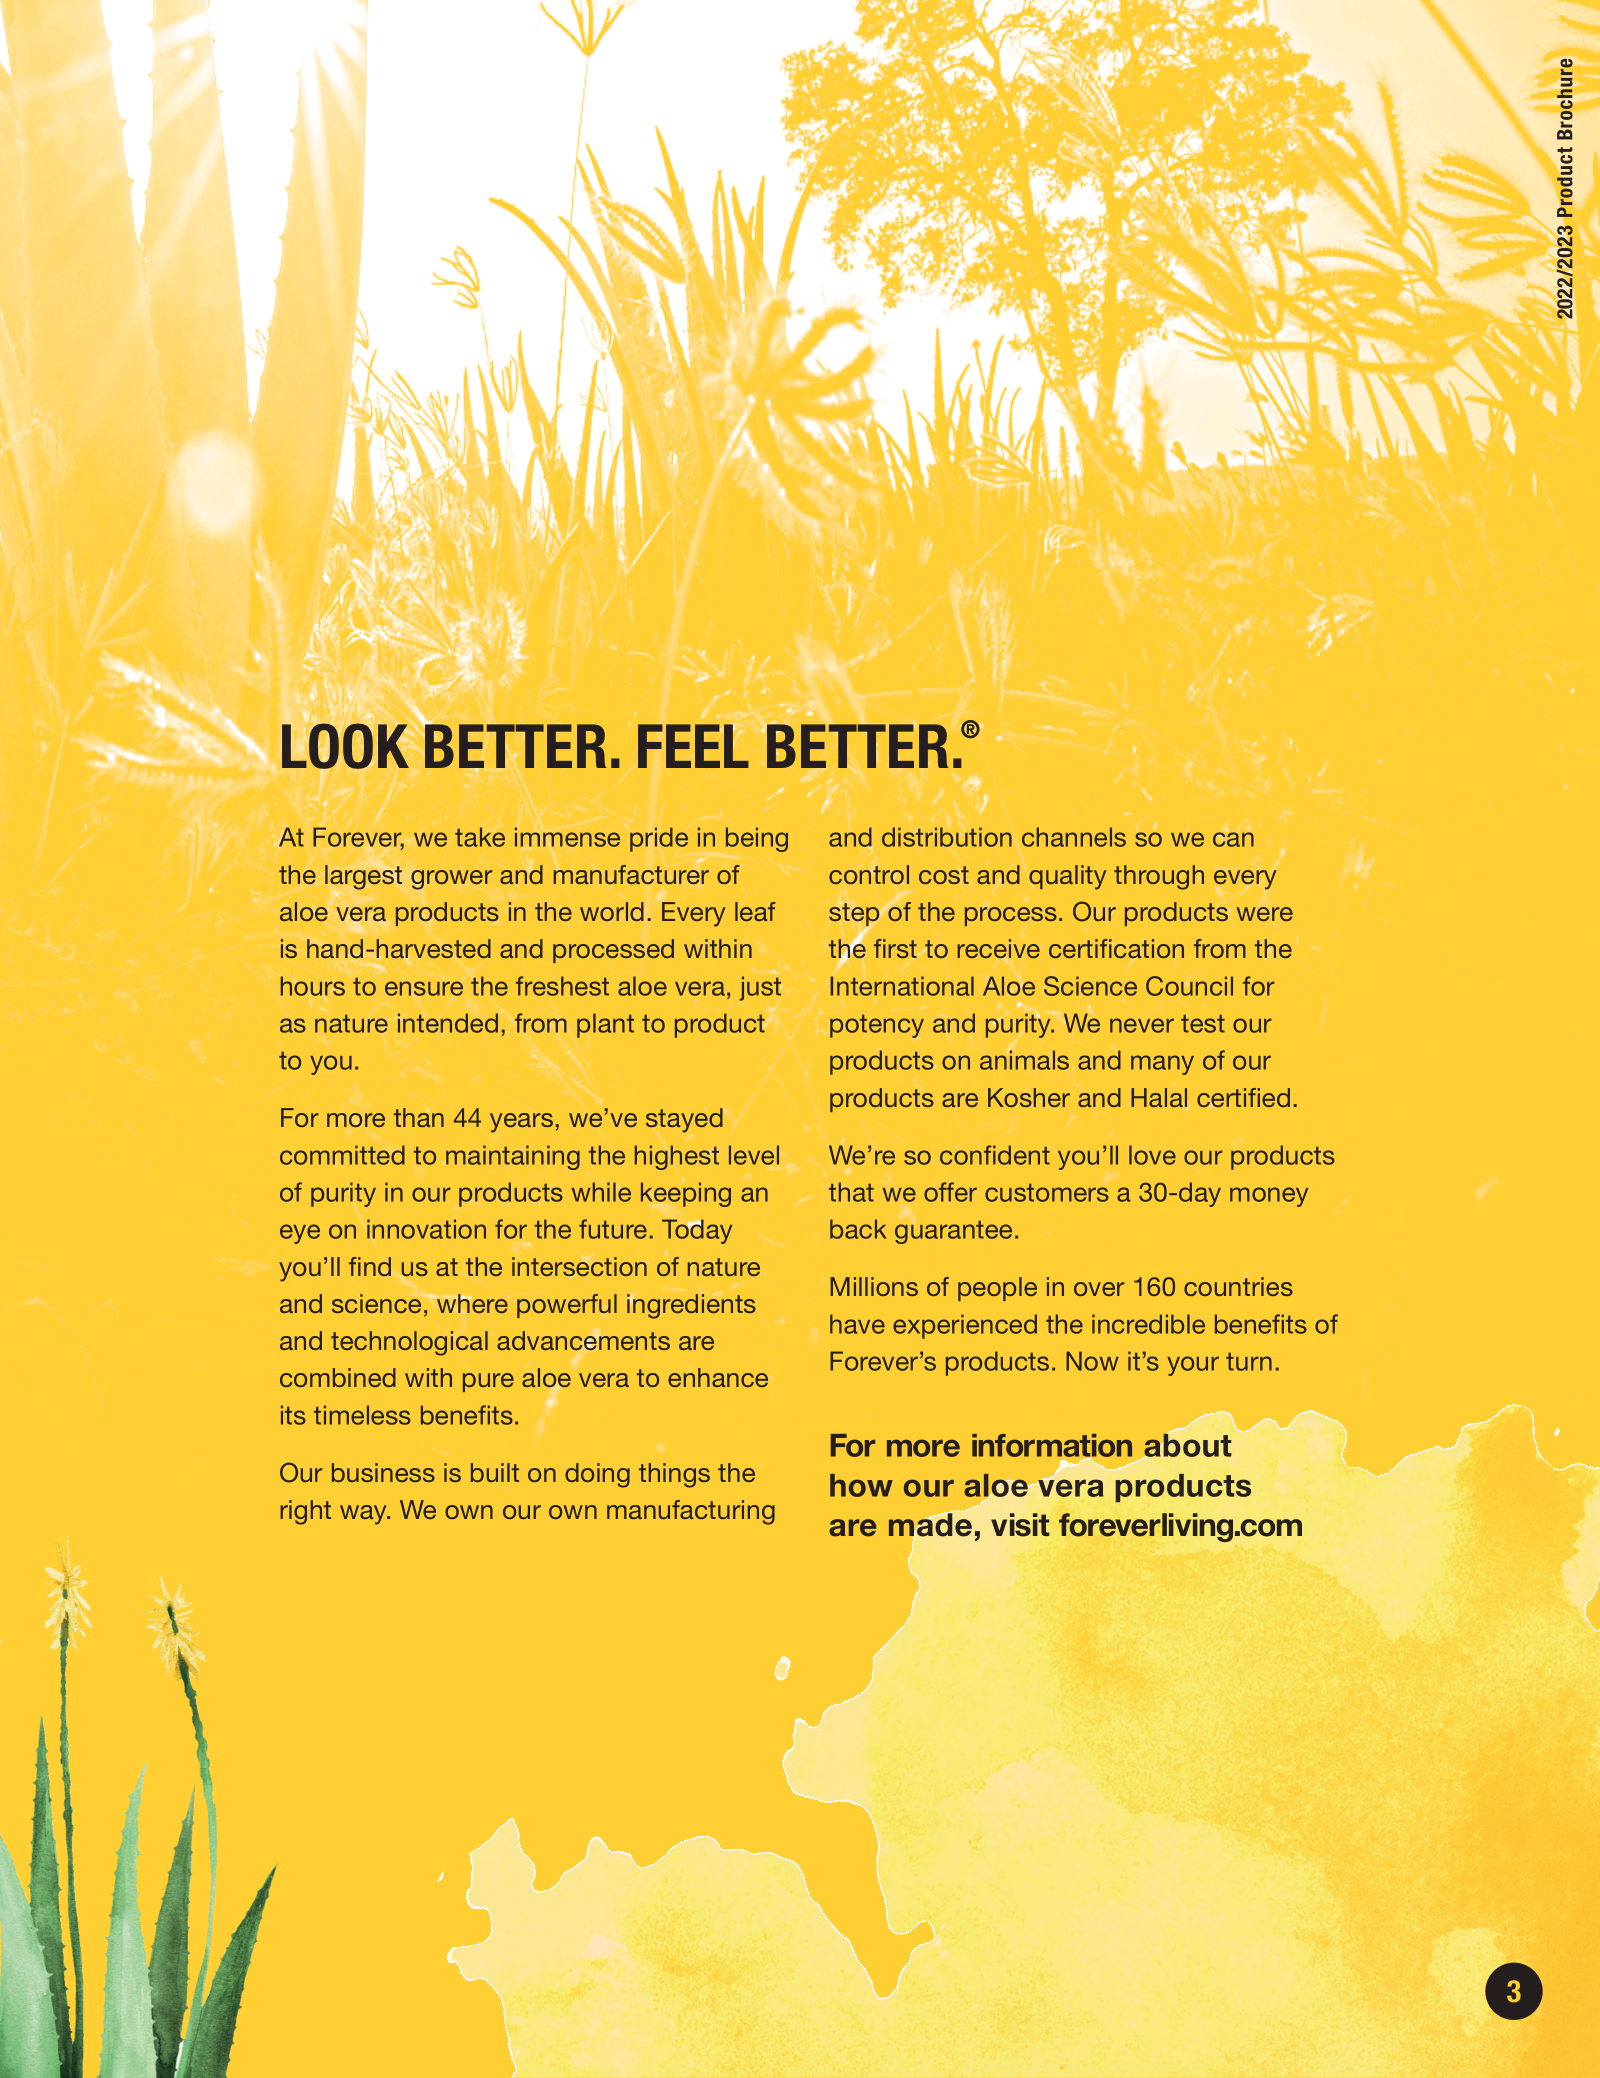 2022/2023 Product Brochure
LOOK BETTER. FEEL BETTER.®
At Forever, we take immense pride in being
the largest grower and manufacturer of
aloe vera products in the world. Every leaf
is hand-harvested and processed within
hours to ensure the freshest aloe vera, just
as nature intended, from plant to product
to you.
For more than 44 years, we’ve stayed
committed to maintaining the highest level
of purity in our products while keeping an
eye on innovation for the future. Today
you’ll find us at the intersection of nature
and science, where powerful ingredients
and technological advancements are
combined with pure aloe vera to enhance
its timeless benefits.
Our business is built on doing things the
right way. We own our own manufacturing
and distribution channels so we can
control cost and quality through every
step of the process. Our products were
the first to receive certification from the
International Aloe Science Council for
potency and purity. We never test our
products on animals and many of our
products are Kosher and Halal certified.
We’re so confident you’ll love our products
that we offer customers a 30-day money
back guarantee.
Millions of people in over 160 countries
have experienced the incredible benefits of
Forever’s products. Now it’s your turn.
For more information about
how our aloe vera products
are made, visit foreverliving.com
3